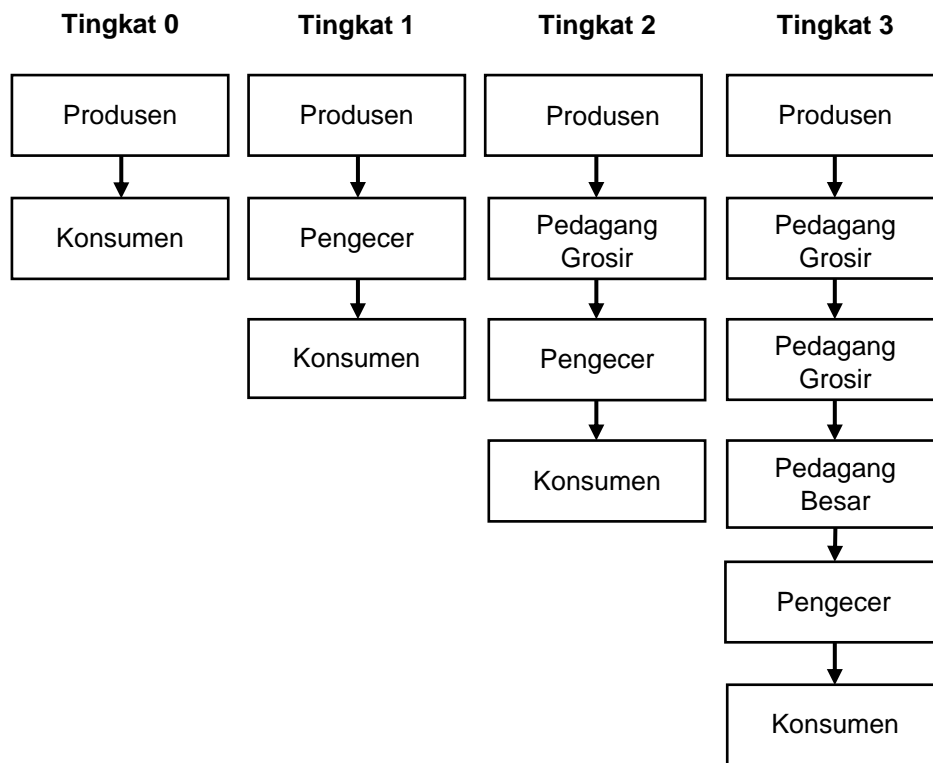 Tingkat 0
Tingkat 1
Tingkat 2
Tingkat 3
Produsen
Produsen
Produsen
Produsen
Konsumen
Pengecer
Pedagang
Grosir
Pedagang
Grosir
Konsumen
Pengecer
Pedagang
Grosir
Konsumen
Pedagang
Besar
Pengecer
Konsumen